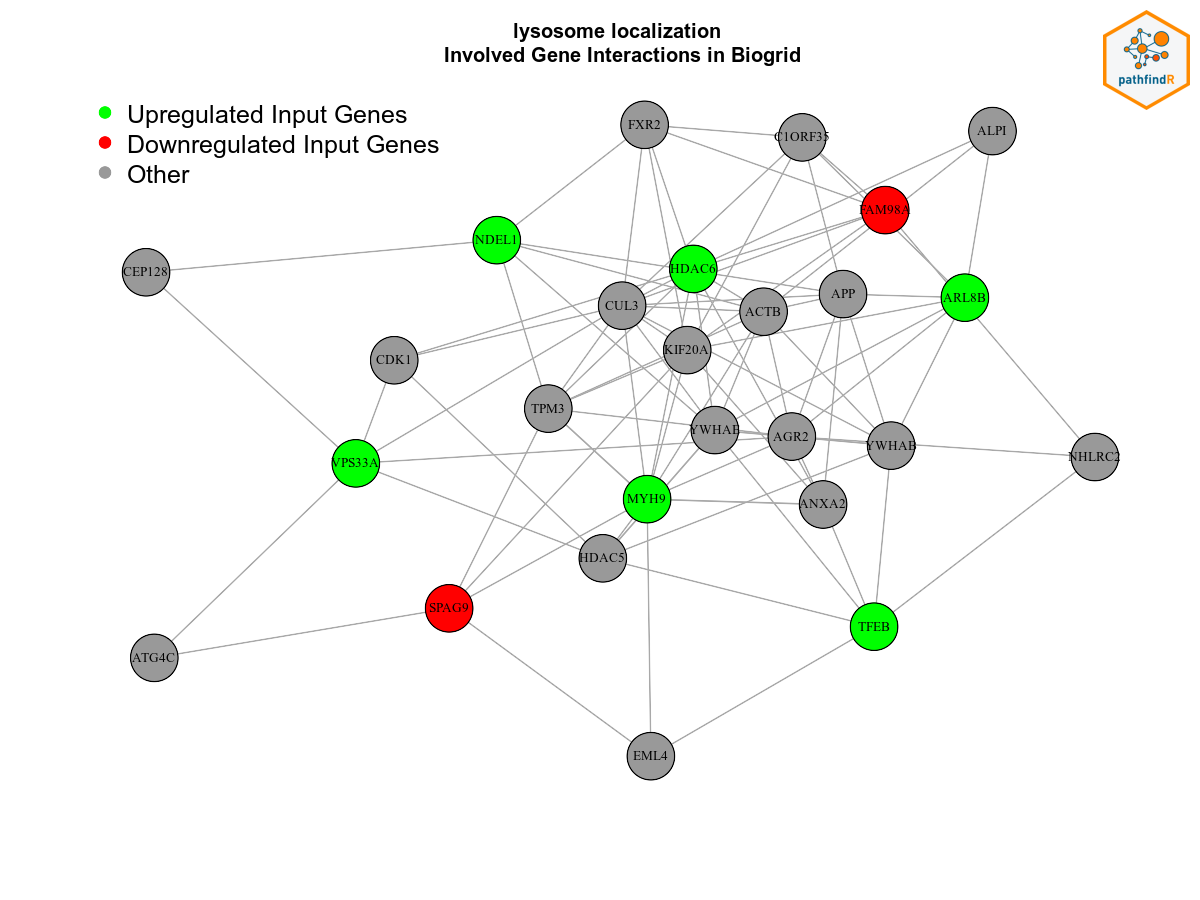 lysosome localization
Involved Gene Interactions in Biogrid
pathfindR
Upregulated Input Genes
Downregulated Input Genes
Other
FXR2
C1ORF35
ALPI
FAM98A
NDEL1
HDAC6
CEP128
CUL3
ACTB
APP
ARL8B
KIF20A
CDK1
TPM3
YWHAE
AGR2
YWHAB
NHLRC2
VPS33A
MYH9
ANXA2
HDAC5
SPAG9
TFEB
ATG4C
EML4